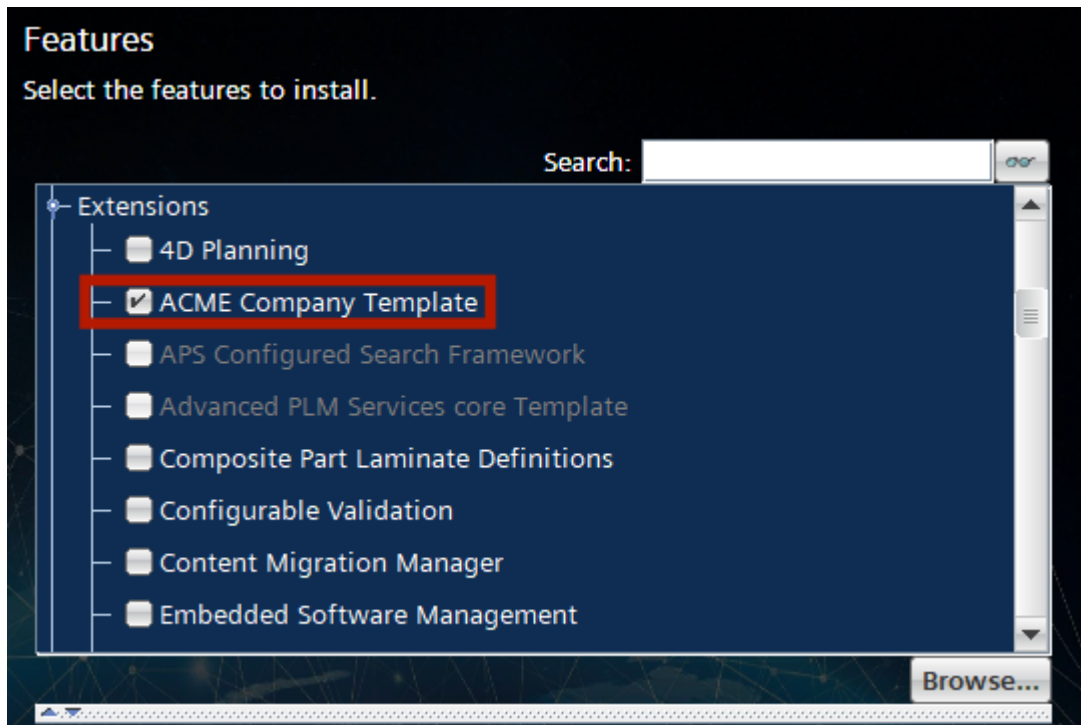 Features
Select the features to install.
Search:
Extensions
4D Planning
ACME Company Template
APS Configured Search Framework
Advanced PLM Services core Template
Composite Part Laminate Definitions
Configurable Validation
Content Migration Manager
Embedded Software Management
Browse...